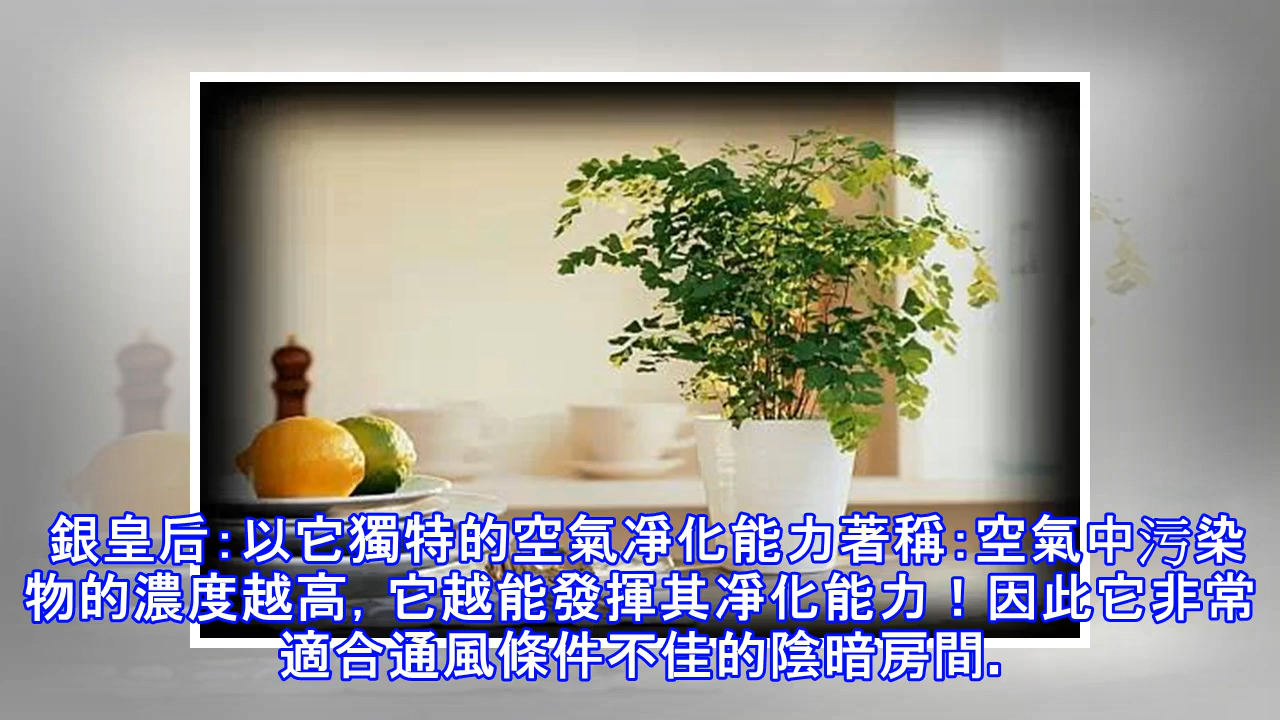 銀皇后:以它獨特的空氣凈化能力著稱:空氣中污染
物的濃度越高,它越能發揮其凈化能力！因此它非常
適合通風條件不佳的陰暗房間.